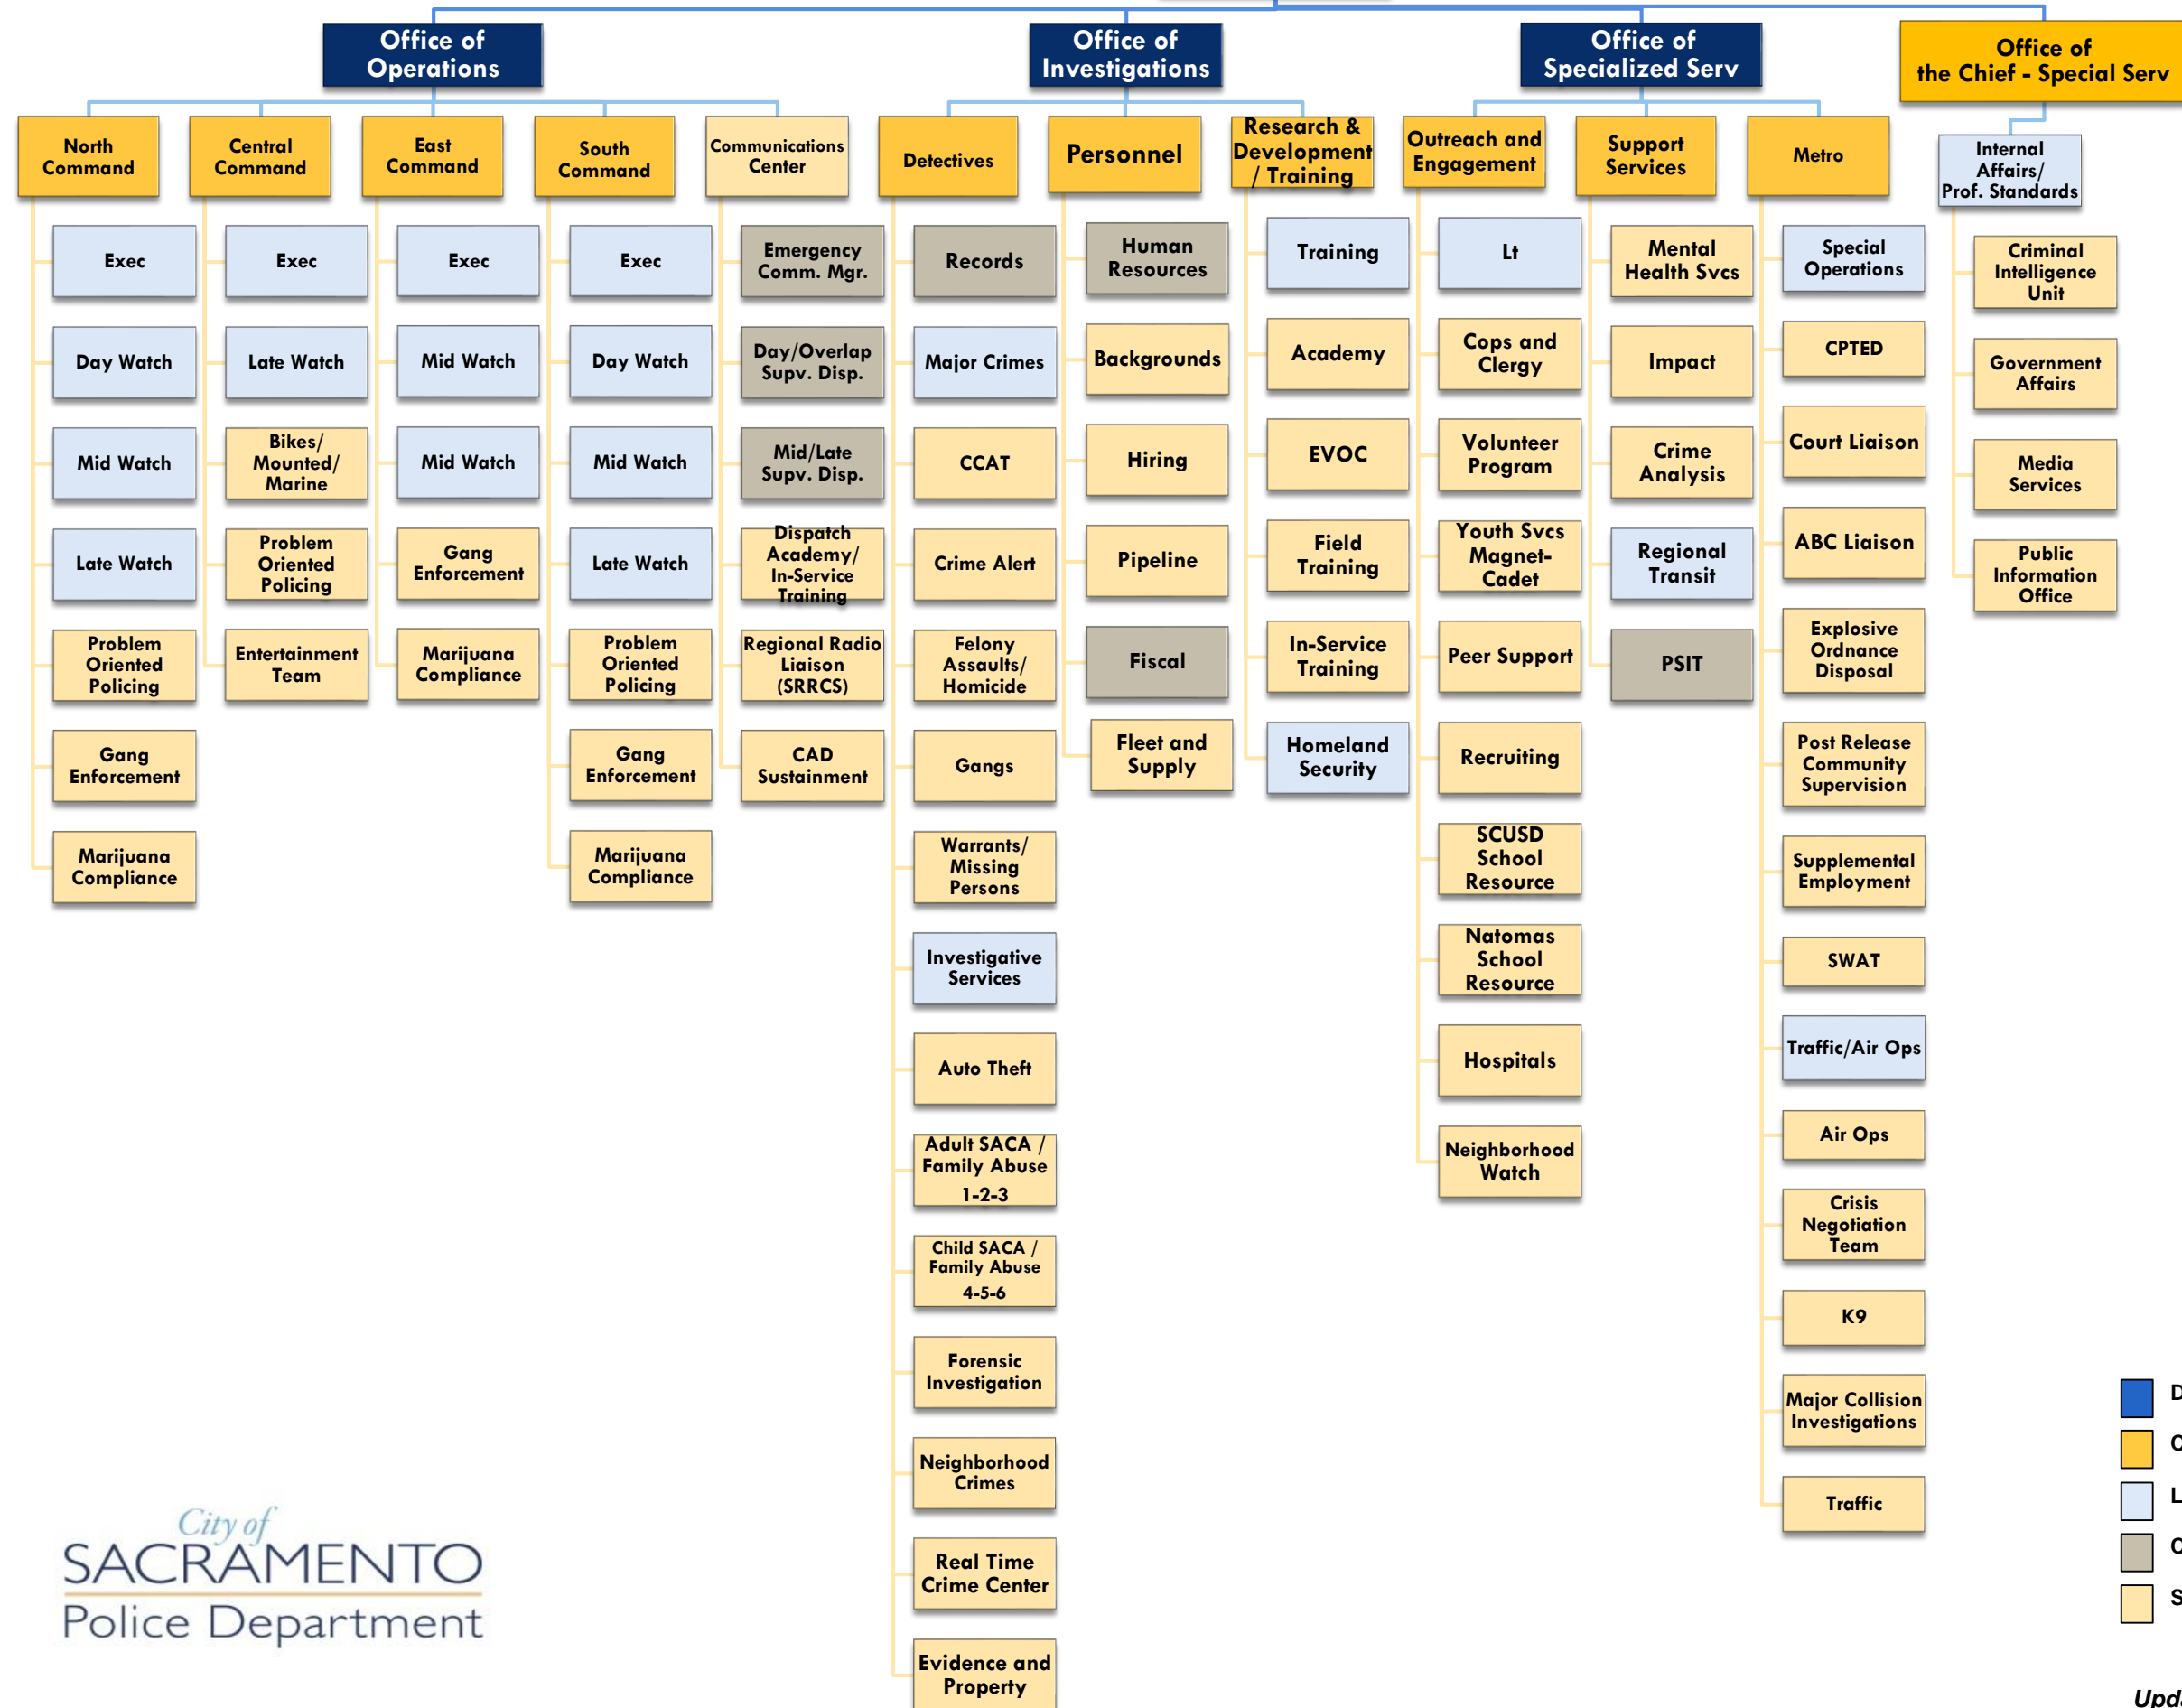 Office of
Operations
Office of
Investigations
Office of
Specialized Serv
Office of
the Chief - Special Serv
North
Command
Exec
Day Watch
Mid Watch
Late Watch
Problem
Oriented
Policing
Gang
Enforcement
Marijuana
Compliance
Central
Command
Exec
Late Watch
Bikes/
Mounted/
Marine
Problem
Oriented
Policing
Entertainment
Team
East
Command
Exec
Mid Watch
Mid Watch
Gang
Enforcement
Marijuana
Compliance
South
Command
Exec
Day Watch
Mid Watch
Late Watch
Problem
Oriented
Policing
Gang
Enforcement
Marijuana
Compliance
Communications
Center
Emergency
Comm. Mgr.
Day/Overlap
Supv. Disp.
Mid/Late
Supv. Disp.
Dispatch
Academy/
In-Service
Training
Regional Radio
Liaison
(SRRCS)
CAD
Sustainment
Detectives
Records
Major Crimes
CCAT
Crime Alert
Felony
Assaults/
Homicide
Gangs
Warrants/
Missing
Persons
Investigative
Services
Auto Theft
Adult SACA /
Family Abuse
1-2-3
Child SACA /
Family Abuse
4-5-6
Forensic
Investigation
Neighborhood
Crimes
Real Time
Crime Center
Evidence and
Property
Personnel
Human
Resources
Backgrounds
Hiring
Pipeline
Fiscal
Fleet and
Supply
Research &
Development
/ Training
Training
Academy
EVOC
Field
Training
In-Service
Training
Homeland
Security
Outreach and
Engagement
Lt
Cops and
Clergy
Volunteer
Program
Youth Svcs
Magnet-
Cadet
Peer Support
Recruiting
SCUSD
School
Resource
Natomas
School
Resource
Hospitals
Neighborhood
Watch
Support
Services
Mental
Health Svcs
Impact
Crime
Analysis
Regional
Transit
PSIT
Metro
Special
Operations
CPTED
Court Liaison
ABC Liaison
Explosive
Ordnance
Disposal
Post Release
Community
Supervision
Supplemental
Employment
SWAT
Traffic/Air Ops
Air Ops
Crisis
Negotiation
Team
K9
Major Collision
Investigations
Traffic
Internal
Affairs/
Prof. Standards
Criminal
Intelligence
Unit
Government
Affairs
Media
Services
Public
Information
Office
City of
SACRAMENTO
Police Department